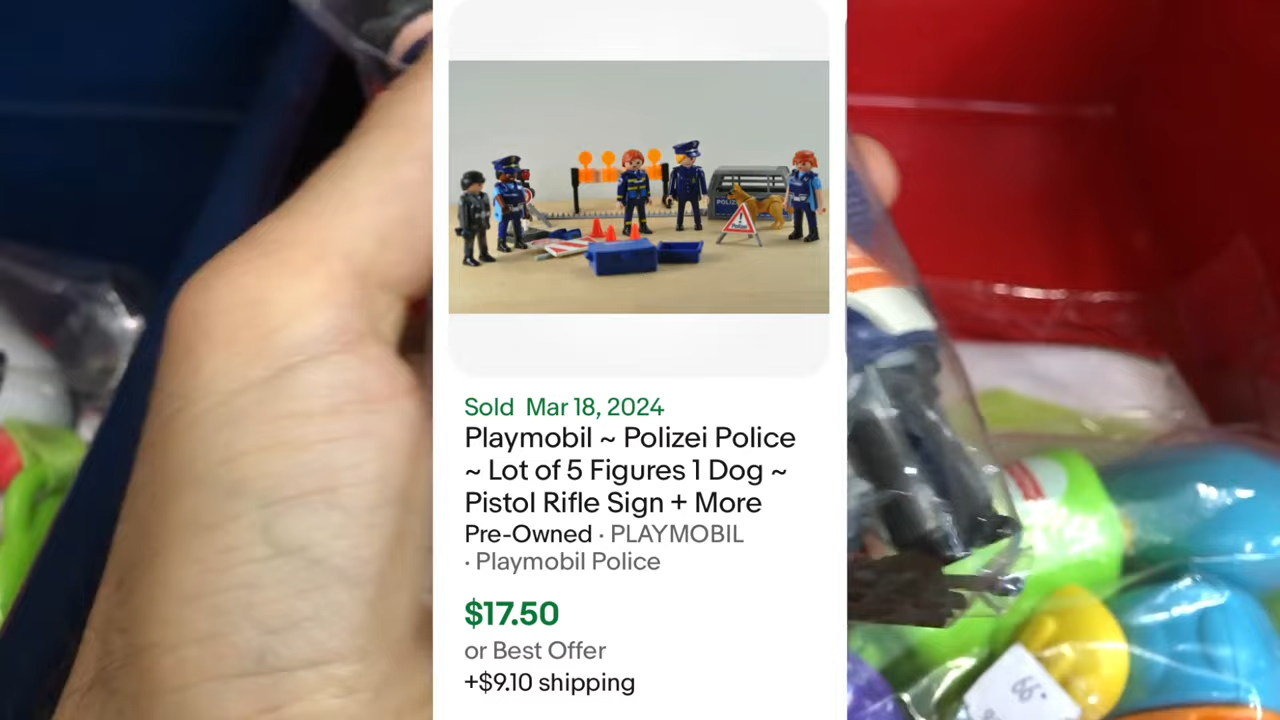 Sold Mar 18, 2024
Playmobil ~ Polizei Police
~ Lot of 5 Figures 1 Dog ~
Pistol Rifle Sign + More
Pre-Owned · PLAYMOBIL
· Playmobil Police
$17.50
or Best Offer
+$9.10 shipping